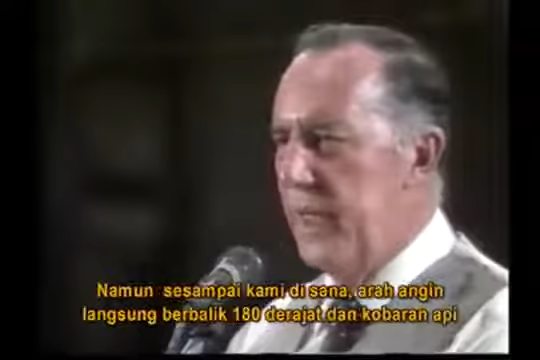 Namun sesampai kami di sana, arah angin
langsung berbalik 180 derajat dan kobaran api